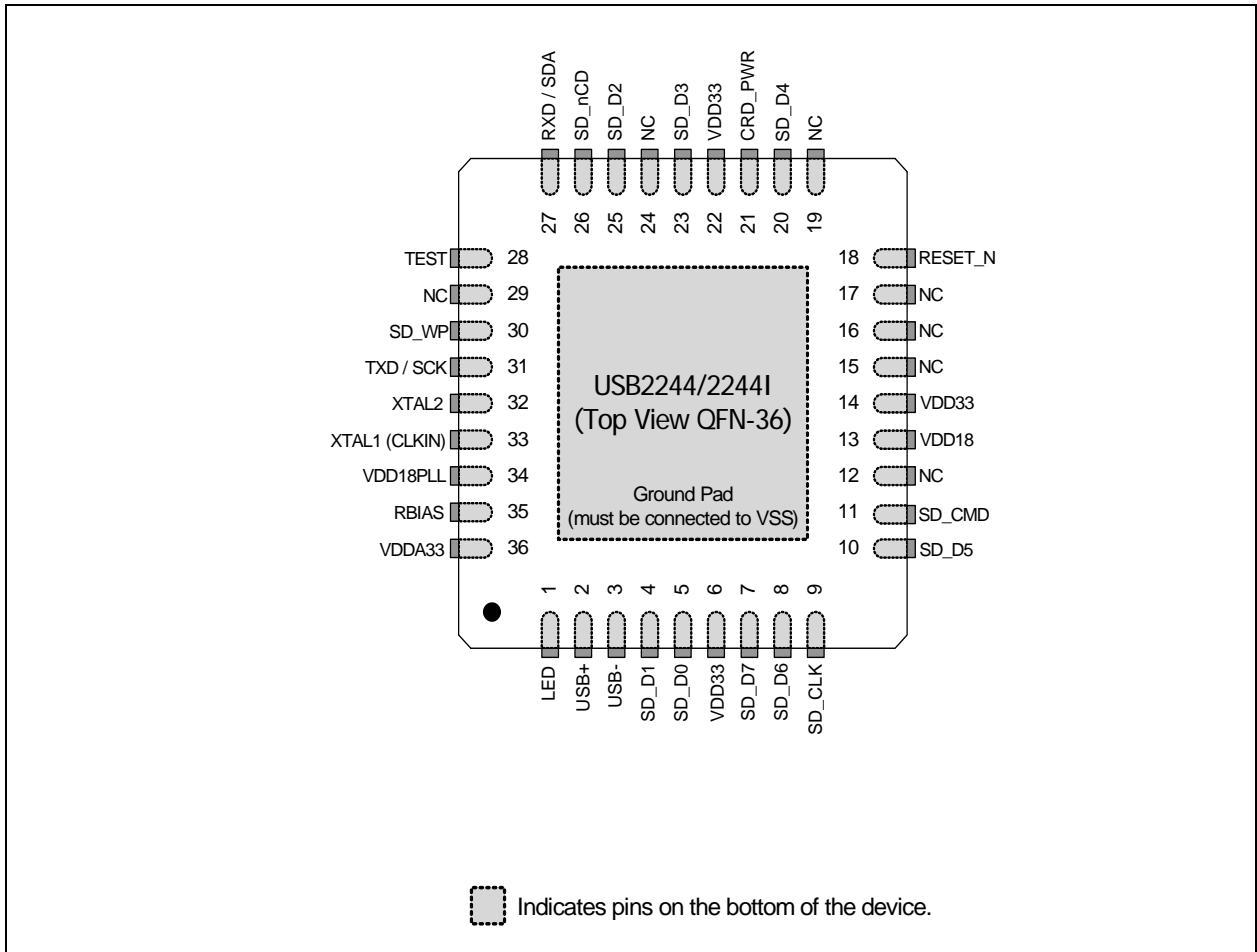 RXD / SDA
SD_nCD
SD_D2
NC
SD_D3
VDD33
CRD_PWR
SD_D4
NC
27
26
25
24
23
22
21
20
19
TEST 28
NC 29
SD_WP 30
TXD / SCK 31
XTAL2 32
XTAL1 (CLKIN) 33
VDD18PLL 34
RBIAS 35
VDDA33 36
USB2244/2244I
(Top View QFN-36)
Ground Pad
(must be connected to VSS)
18 RESET_N
17 NC
16 NC
15 NC
14 VDD33
13 VDD18
12 NC
11 SD_CMD
10 SD_D5
1
2
3
4
5
6
7
8
9
LED
USB+
USB-
SD_D1
SD_D0
VDD33
SD_D7
SD_D6
SD_CLK
Indicates pins on the bottom of the device.